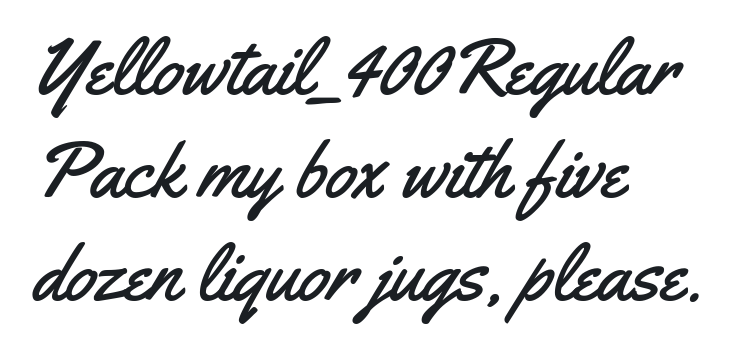 Yellowtail_400Regular
Pack my box with five
dozen liquor jugs, please.